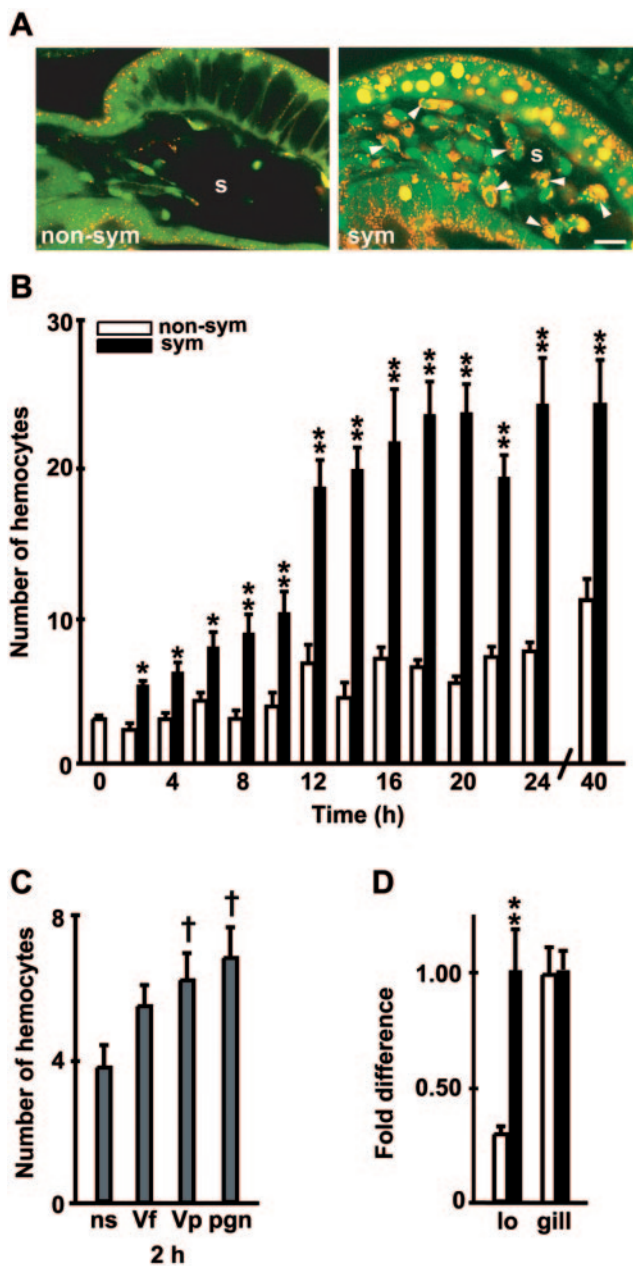 A
s
non-sym
s
sym
B
30
20
10
0
Number of hemocytes
non-sym
sym
*
*
*
**
**
**
**
**
**
**
**
**
**
0 4 8 12 16 20 24 40
Time (h)
C
8
4
0
Number of hemocytes
†
†
ns Vf Vp pgn
2 h
D
1.00
0.50
0
Fold difference
**
lo gill